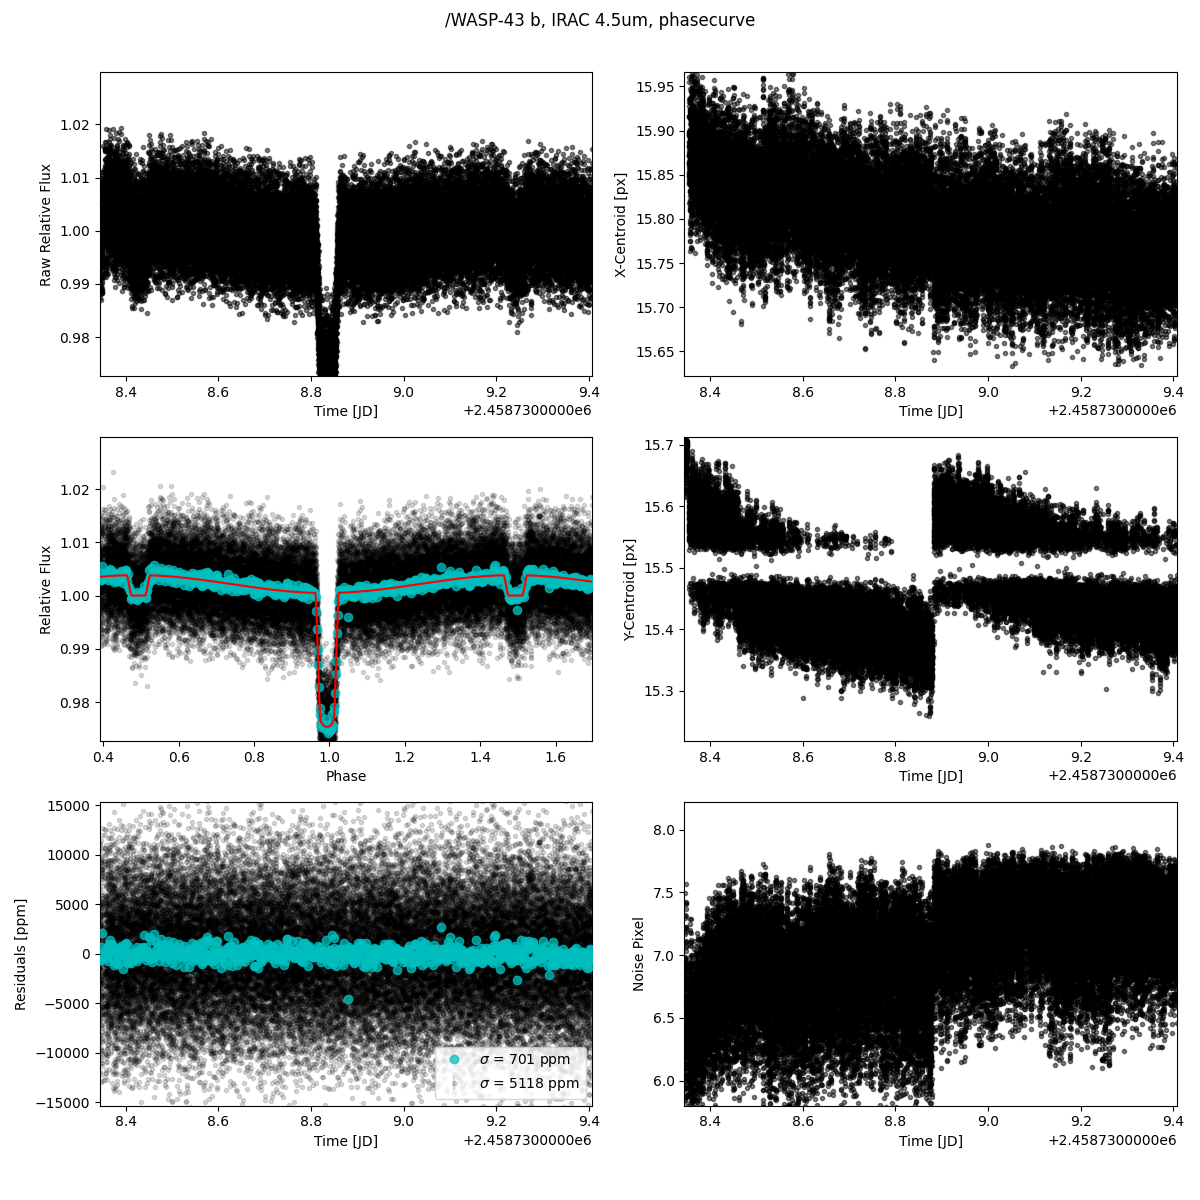 /WASP-43 b, IRAC 4.5um, phasecurve
Raw Relative Flux
1.02
1.01
1.00
0.99
0.98
8.4 8.6 8.8 9.0 9.2 9.4
Time [JD]
+2.4587300000e6
X-Centroid [px]
15.95
15.90
15.85
15.80
15.75
15.70
15.65
8.4 8.6 8.8 9.0 9.2 9.4
Time [JD]
+2.4587300000e6
Relative Flux
1.02
1.01
1.00
0.99
0.98
0.4 0.6 0.8 1.0 1.2 1.4 1.6
Phase
Y-Centroid [px]
15.7
15.6
15.5
15.4
15.3
8.4 8.6 8.8 9.0 9.2 9.4
Time [JD]
+2.4587300000e6
Residuals [ppm]
15000
10000
5000
0
−5000
−10000
−15000
σ = 701 ppm
σ = 5118 ppm
8.4 8.6 8.8 9.0 9.2 9.4
Time [JD]
+2.4587300000e6
Noise Pixel
8.0
7.5
7.0
6.5
6.0
8.4 8.6 8.8 9.0 9.2 9.4
Time [JD]
+2.4587300000e6